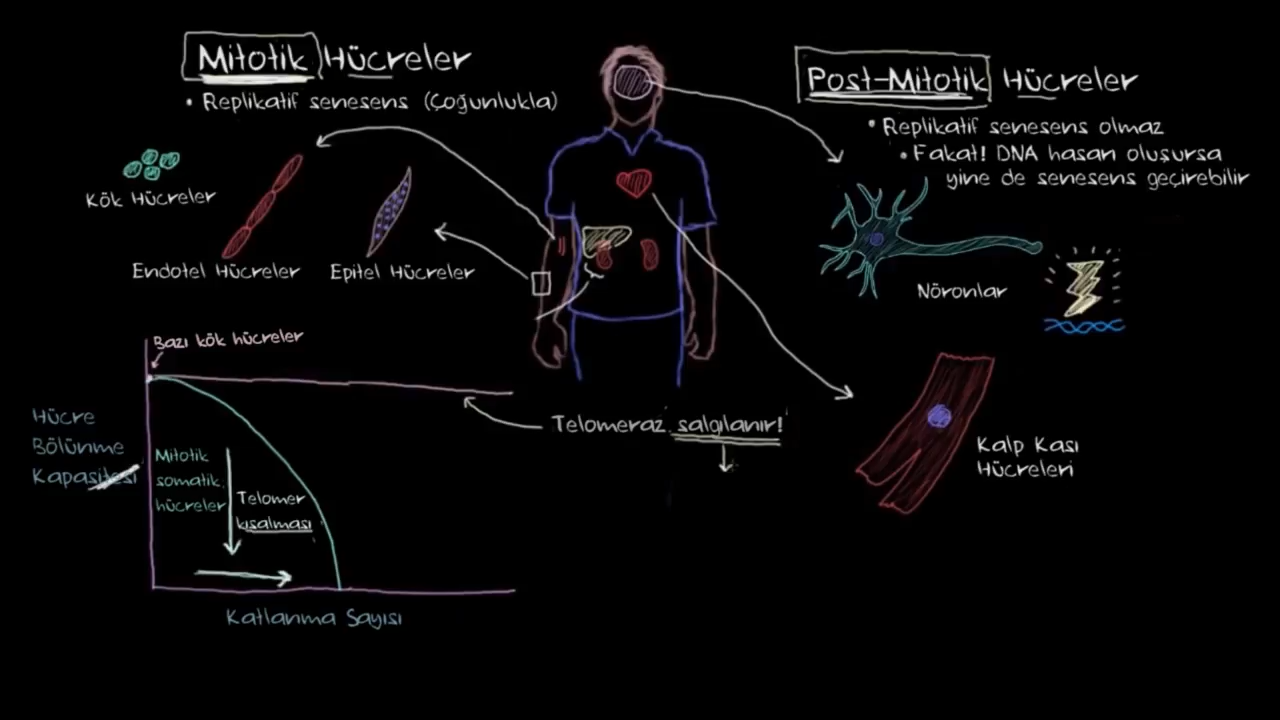 Mitotik Hücreler
• Replikatif senesens (Çoğunlukla)
Kök Hücreler
Endotel Hücreler
Epitel Hücreler
Post-Mitotik Hücreler
• Replikatif senesens olmaz
• Fakat! DNA hasarı oluşursa
yine de senesens geçirebilir
Nöronlar
Kalp Kası
Hücreleri
Bazı kök hücreler
Hücre
Bölünme
Kapasitesi
Mitotik
somatik
hücreler
Telomer
kısalması
Katlanma Sayısı
Telomeraz salgılanır!